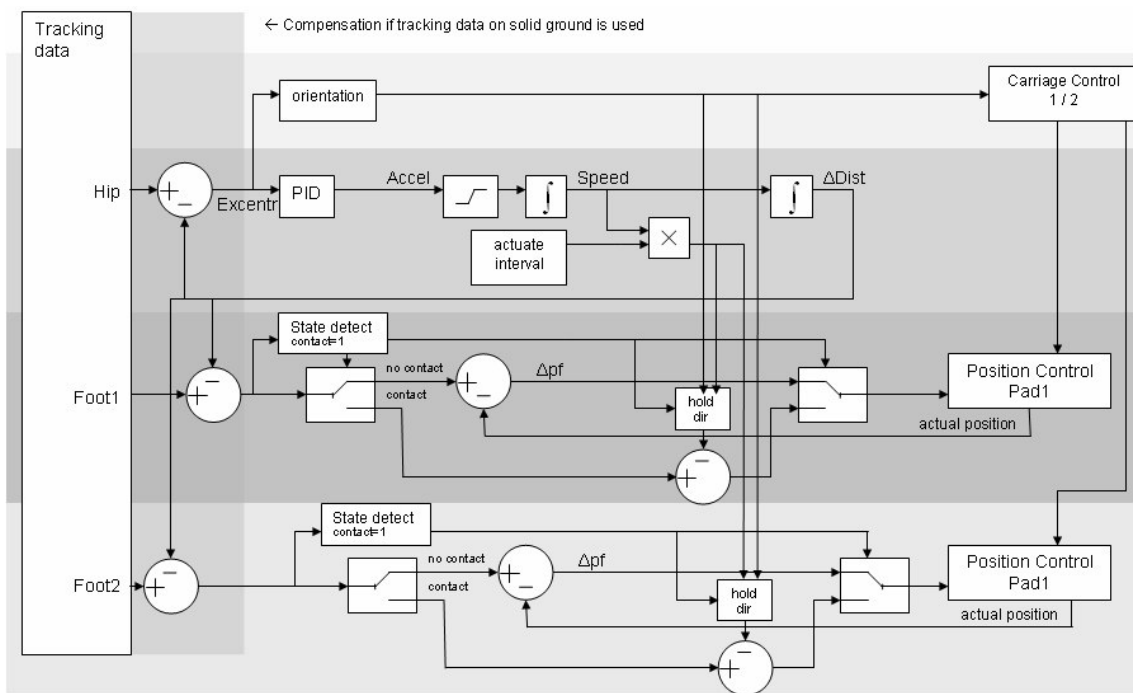 Tracking
data
← Compensation if tracking data on solid ground is used
orientation
Carriage Control
1 / 2
Hip
+
−
Excentr
PID
Accel
∫
Speed
∫
ΔDist
actuate
interval
×
State detect
contact=1
Foot1
−
+
no contact
contact
+
−
Δpf
hold
dir
Position Control
Pad1
actual position
−
+
State detect
contact=1
Foot2
−
+
no contact
contact
+
−
Δpf
hold
dir
Position Control
Pad1
actual position
−
+